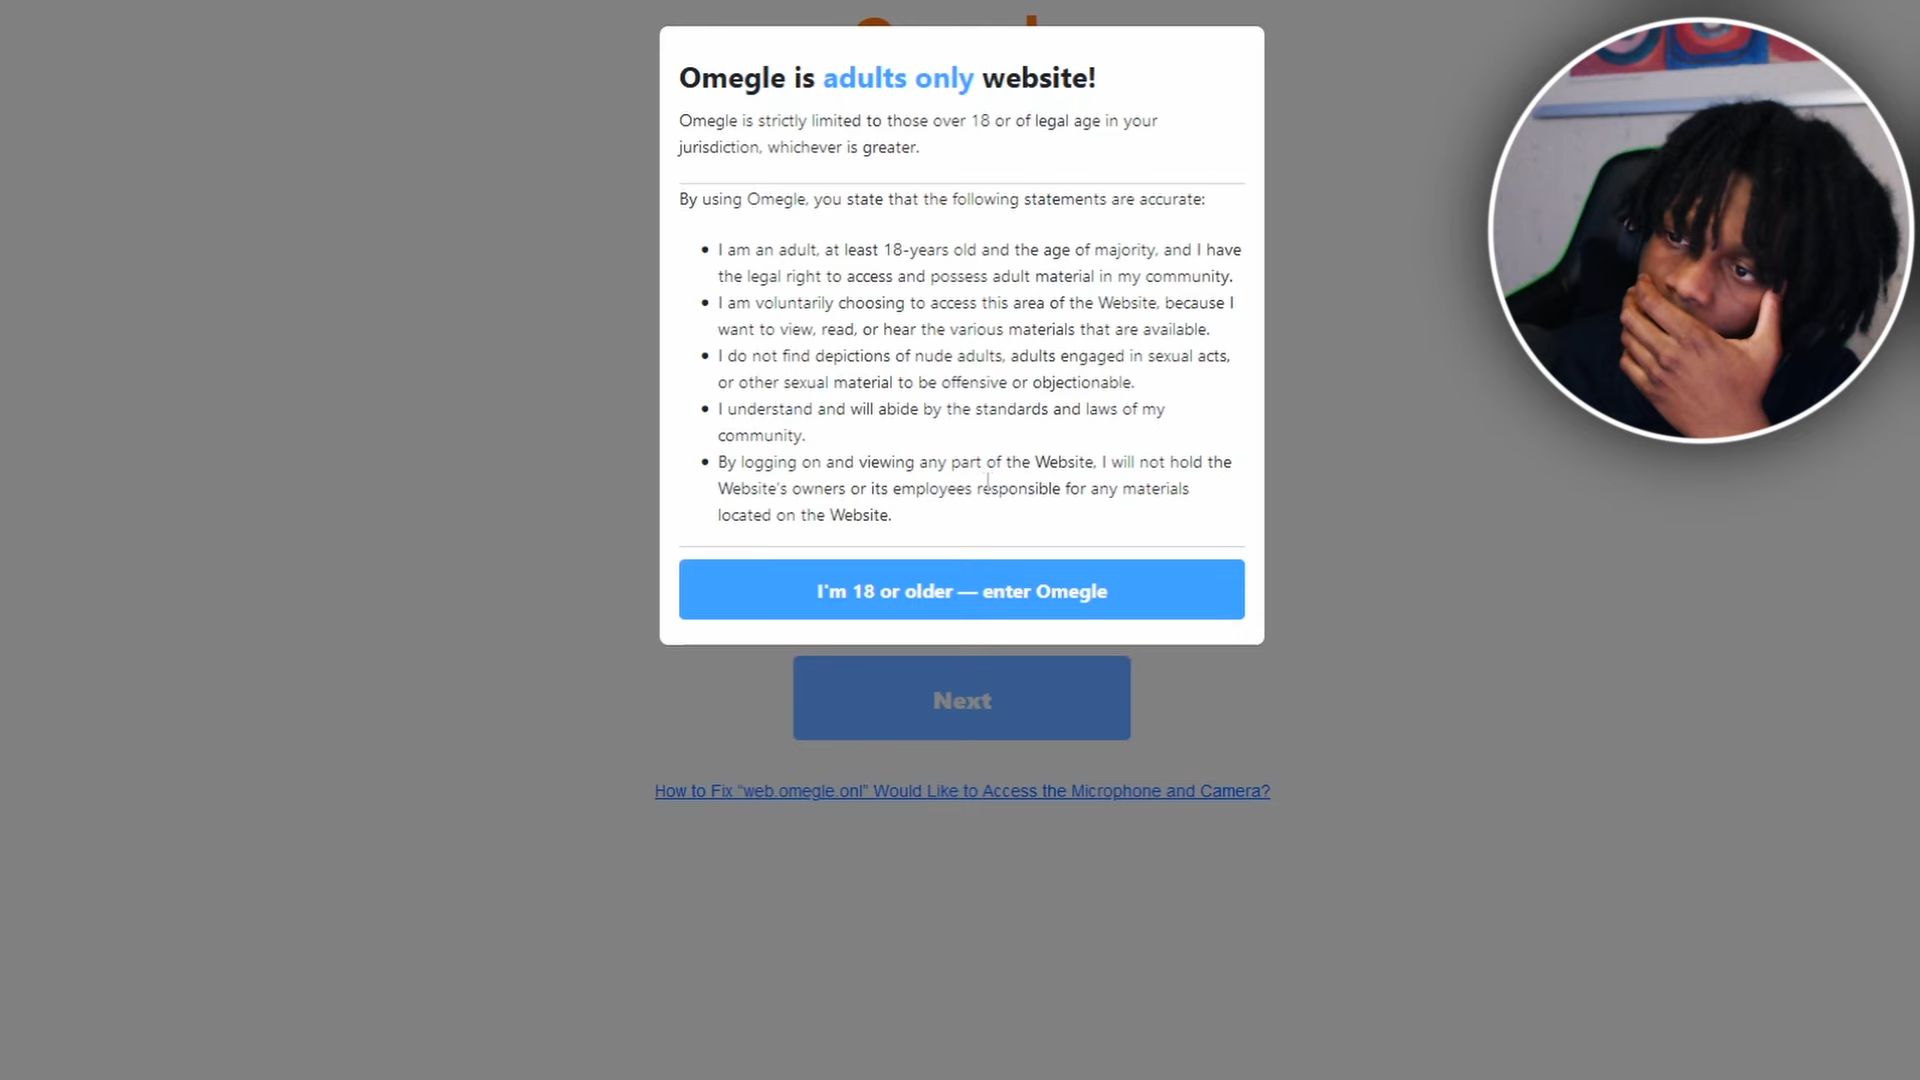 Omegle is adults only website!
Omegle is strictly limited to those over 18 or of legal age in your
jurisdiction, whichever is greater.
By using Omegle, you state that the following statements are accurate:
• I am an adult, at least 18-years old and the age of majority, and I have
the legal right to access and possess adult material in my community.
• I am voluntarily choosing to access this area of the Website, because I
want to view, read, or hear the various materials that are available.
• I do not find depictions of nude adults, adults engaged in sexual acts,
or other sexual material to be offensive or objectionable.
• I understand and will abide by the standards and laws of my
community.
• By logging on and viewing any part of the Website, I will not hold the
Website's owners or its employees responsible for any materials
located on the Website.
I'm 18 or older — enter Omegle
Next
How to Fix “web.omegle.onl” Would Like to Access the Microphone and Camera?